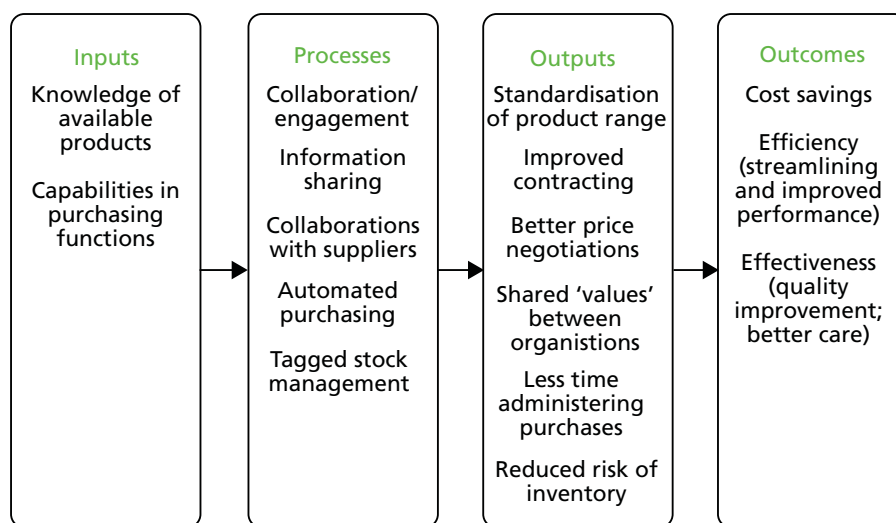 Inputs
Knowledge of
available
products
Capabilities in
purchasing
functions
Processes
Collaboration/
engagement
Information
sharing
Collaborations
with suppliers
Automated
purchasing
Tagged stock
management
Outputs
Standardisation
of product range
Improved
contracting
Better price
negotiations
Shared ‘values’
between
organistions
Less time
administering
purchases
Reduced risk of
inventory
Outcomes
Cost savings
Efficiency
(streamlining
and improved
performance)
Effectiveness
(quality
improvement;
better care)